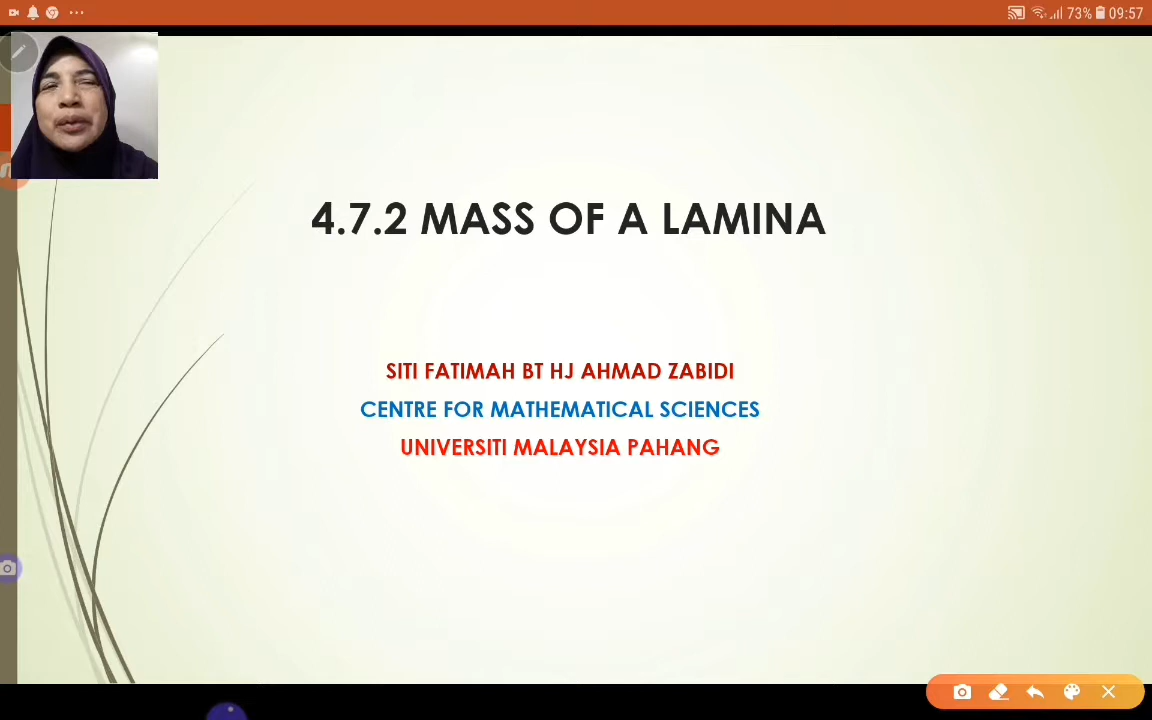 73% 09:57
4.7.2 MASS OF A LAMINA
SITI FATIMAH BT HJ AHMAD ZABIDI
CENTRE FOR MATHEMATICAL SCIENCES
UNIVERSITI MALAYSIA PAHANG